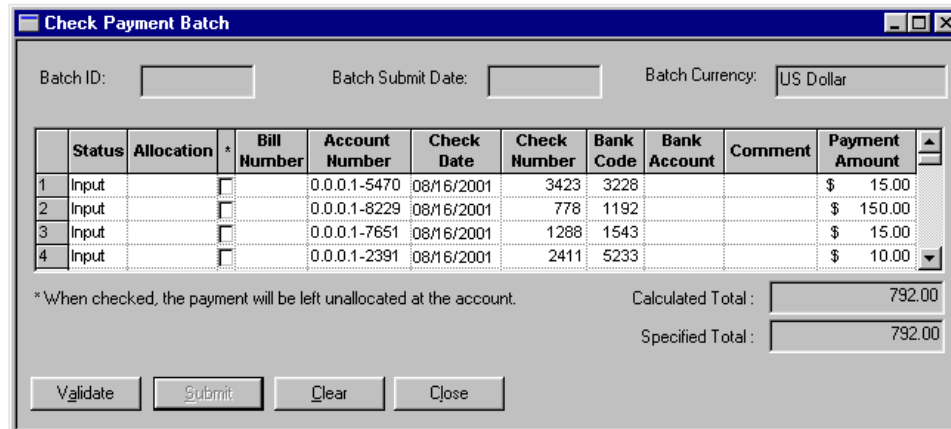 Check Payment Batch
Batch ID: Batch Submit Date: Batch Currency: US Dollar
Status Allocation * Bill Number Account Number Check Date Check Number Bank Code Bank Account Comment Payment Amount
1 Input 0.0.0.1-5470 08/16/2001 3423 3228 $ 15.00
2 Input 0.0.0.1-8229 08/16/2001 778 1192 $ 150.00
3 Input 0.0.0.1-7651 08/16/2001 1288 1543 $ 15.00
4 Input 0.0.0.1-2391 08/16/2001 2411 5233 $ 10.00
* When checked, the payment will be left unallocated at the account. Calculated Total : 792.00
Specified Total : 792.00
Validate Submit Clear Close